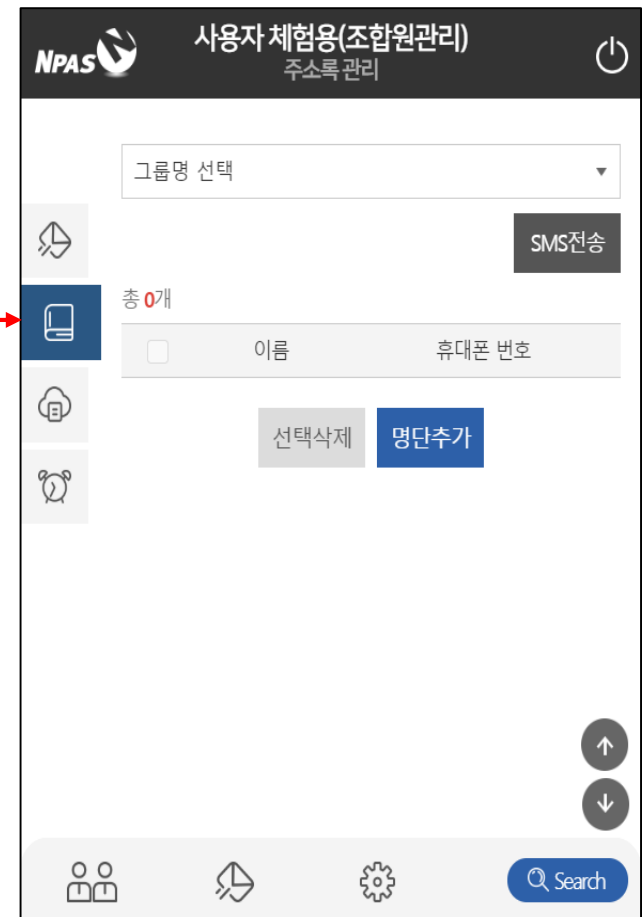 NPAS
사용자 체험용(조합원관리)
주소록 관리
그룹명 선택
SMS전송
총 0개
이름 휴대폰 번호
선택삭제 명단추가
Search